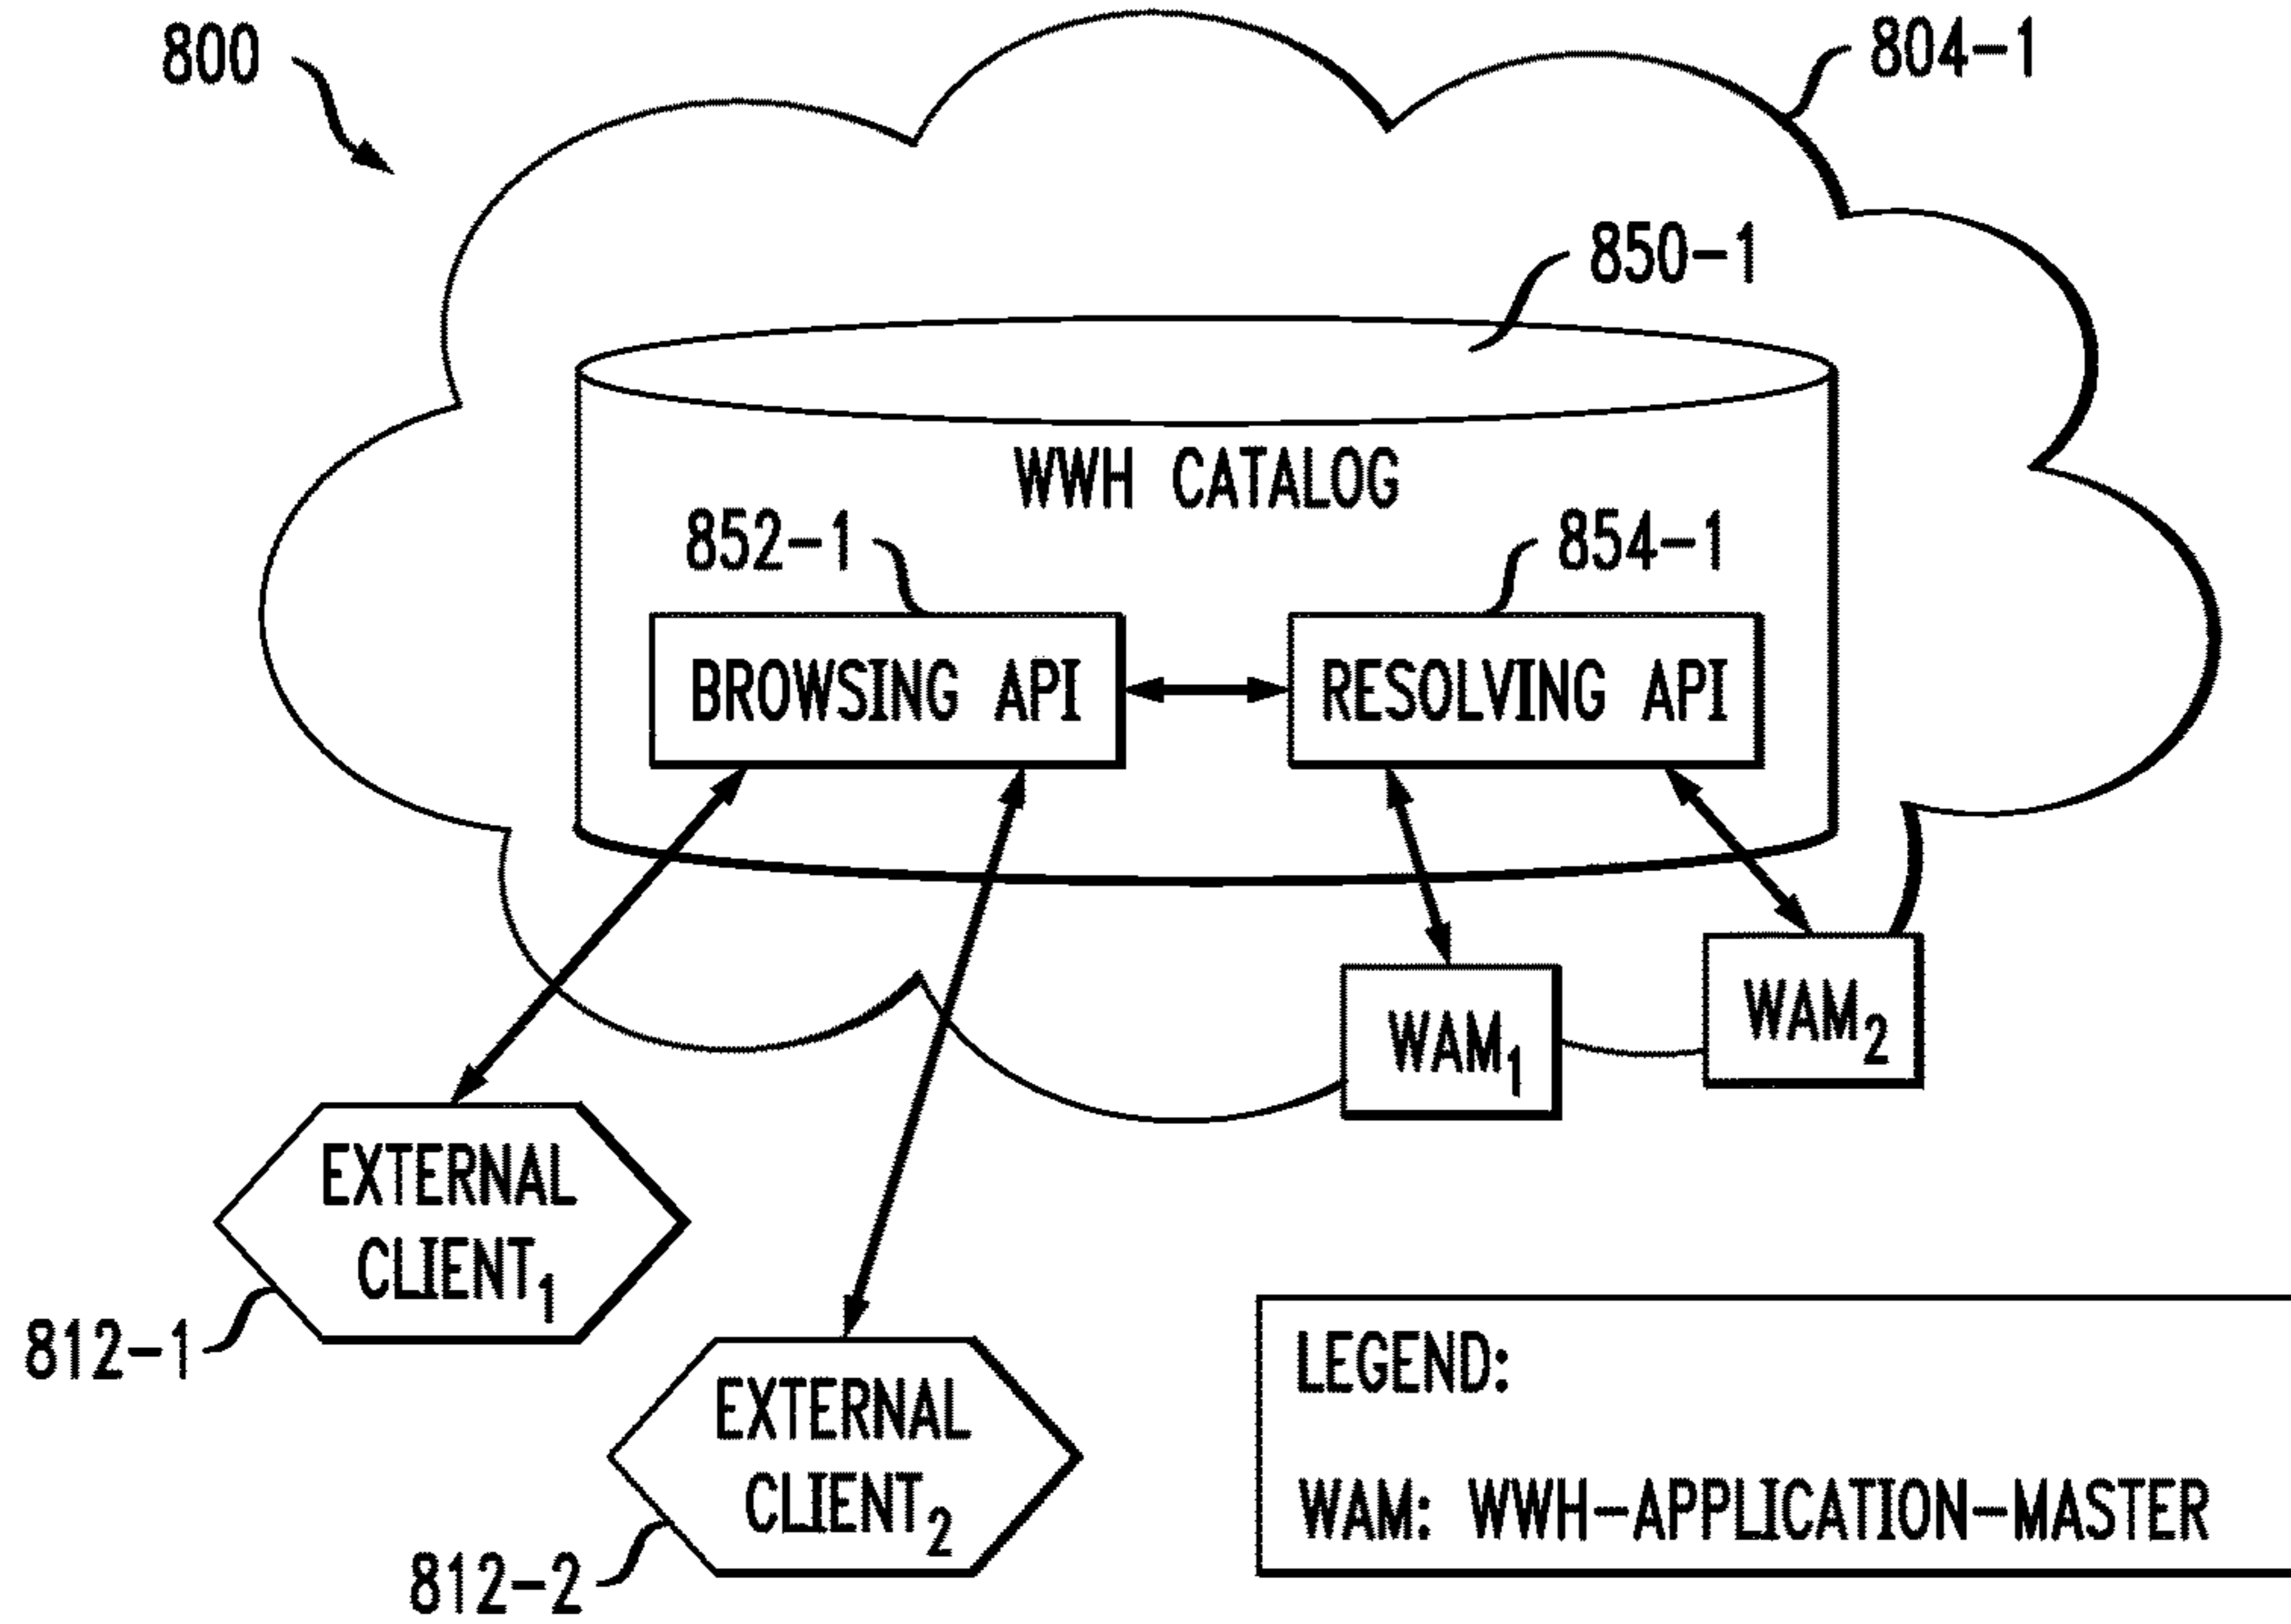 800
804-1
850-1
WWH CATALOG
852-1
854-1
BROWSING API
RESOLVING API
WAM1
WAM2
EXTERNAL
CLIENT1
812-1
EXTERNAL
CLIENT2
812-2
LEGEND:
WAM: WWH-APPLICATION-MASTER